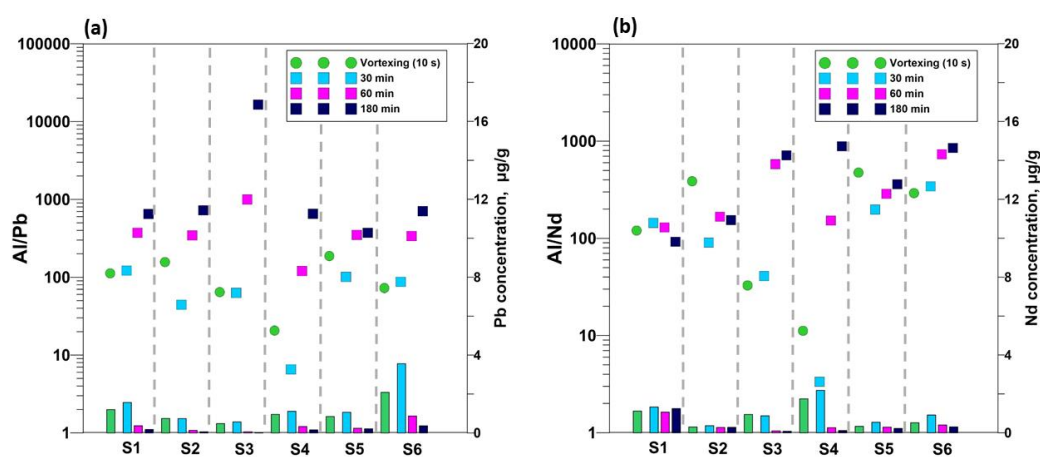 (a)
100000
10000
1000
100
10
1
Al/Pb
Vortexing (10 s)
30 min
60 min
180 min
20
16
12
8
4
0
Pb concentration, µg/g
S1 S2 S3 S4 S5 S6
(b)
10000
1000
100
10
1
Al/Nd
Vortexing (10 s)
30 min
60 min
180 min
20
16
12
8
4
0
Nd concentration, µg/g
S1 S2 S3 S4 S5 S6